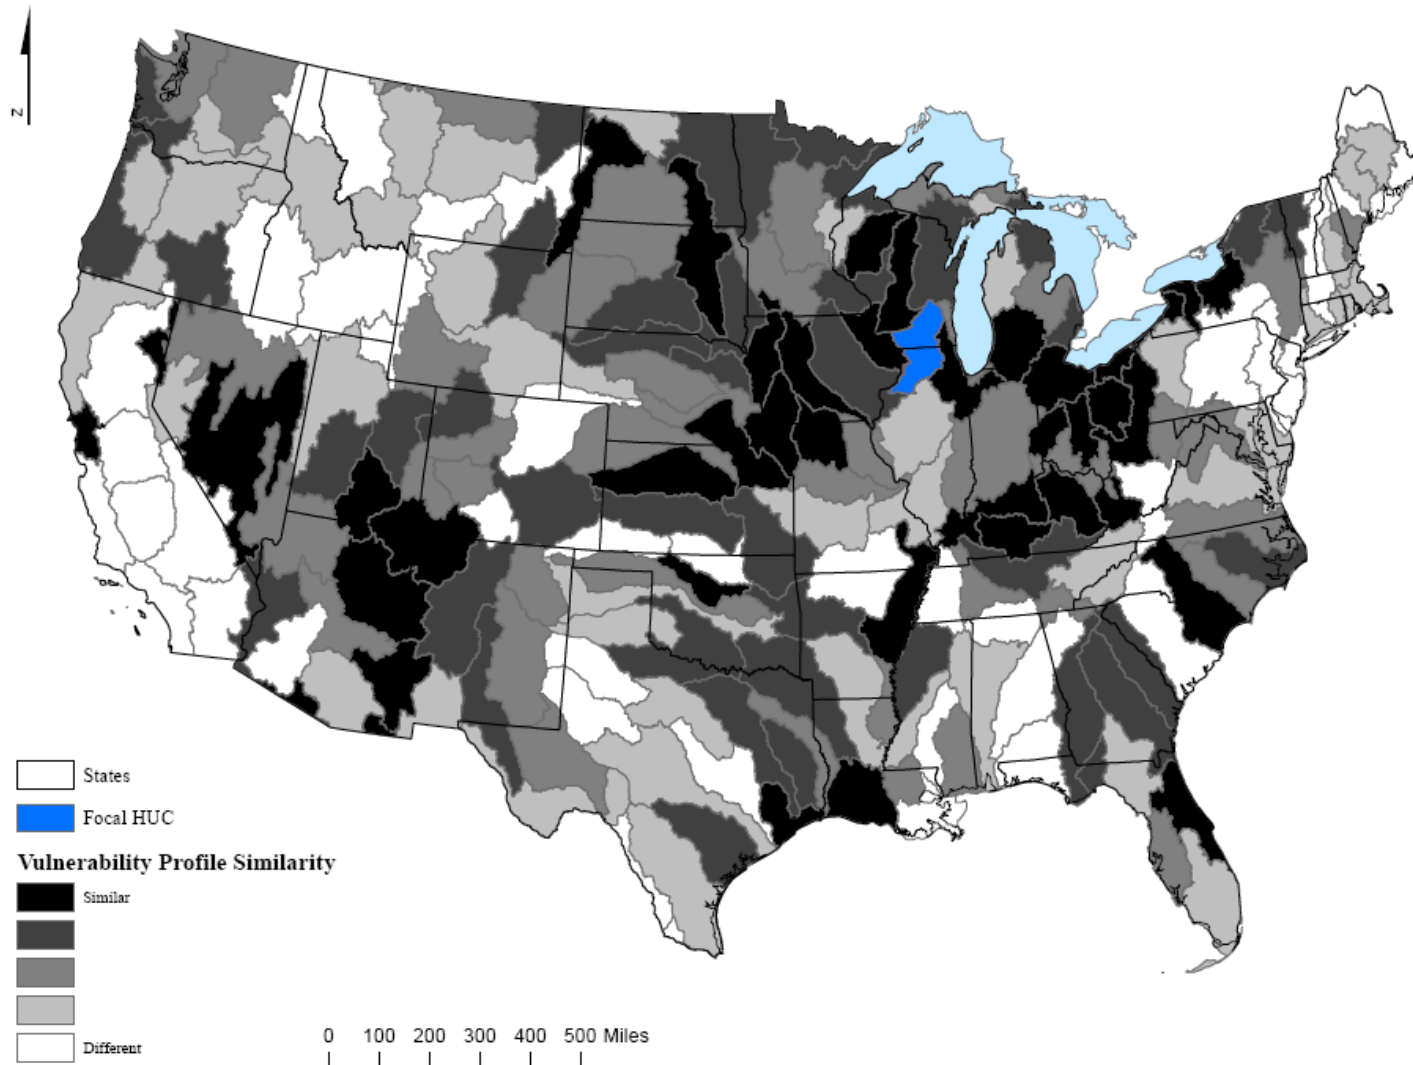 N
States
Focal HUC
Vulnerability Profile Similarity
Similar
Different
0 100 200 300 400 500 Miles